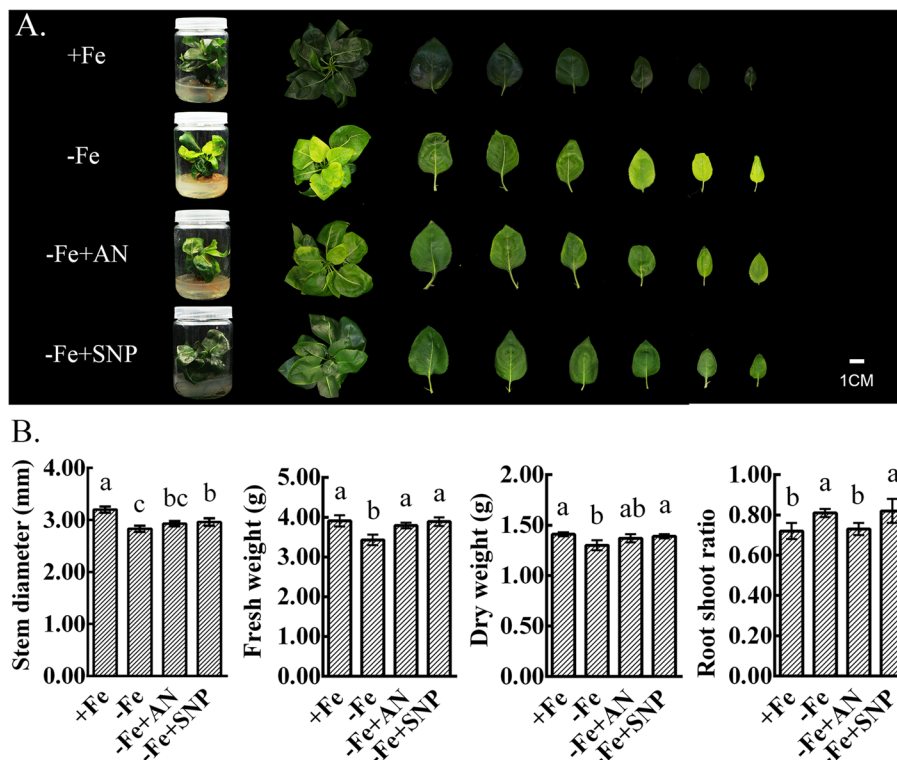 A.
+Fe
-Fe
-Fe+AN
-Fe+SNP
1CM
B.
Stem diameter (mm)
4.00
3.00
2.00
1.00
0.00
a
c
bc
b
+Fe
-Fe
-Fe+AN
-Fe+SNP
Fresh weight (g)
5.00
4.00
3.00
2.00
1.00
0.00
a
b
a
a
+Fe
-Fe
-Fe+AN
-Fe+SNP
Dry weight (g)
2.00
1.50
1.00
0.50
0.00
a
b
ab
a
+Fe
-Fe
-Fe+AN
-Fe+SNP
Root shoot ratio
1.00
0.80
0.60
0.40
0.20
0.00
b
a
b
a
+Fe
-Fe
-Fe+AN
-Fe+SNP